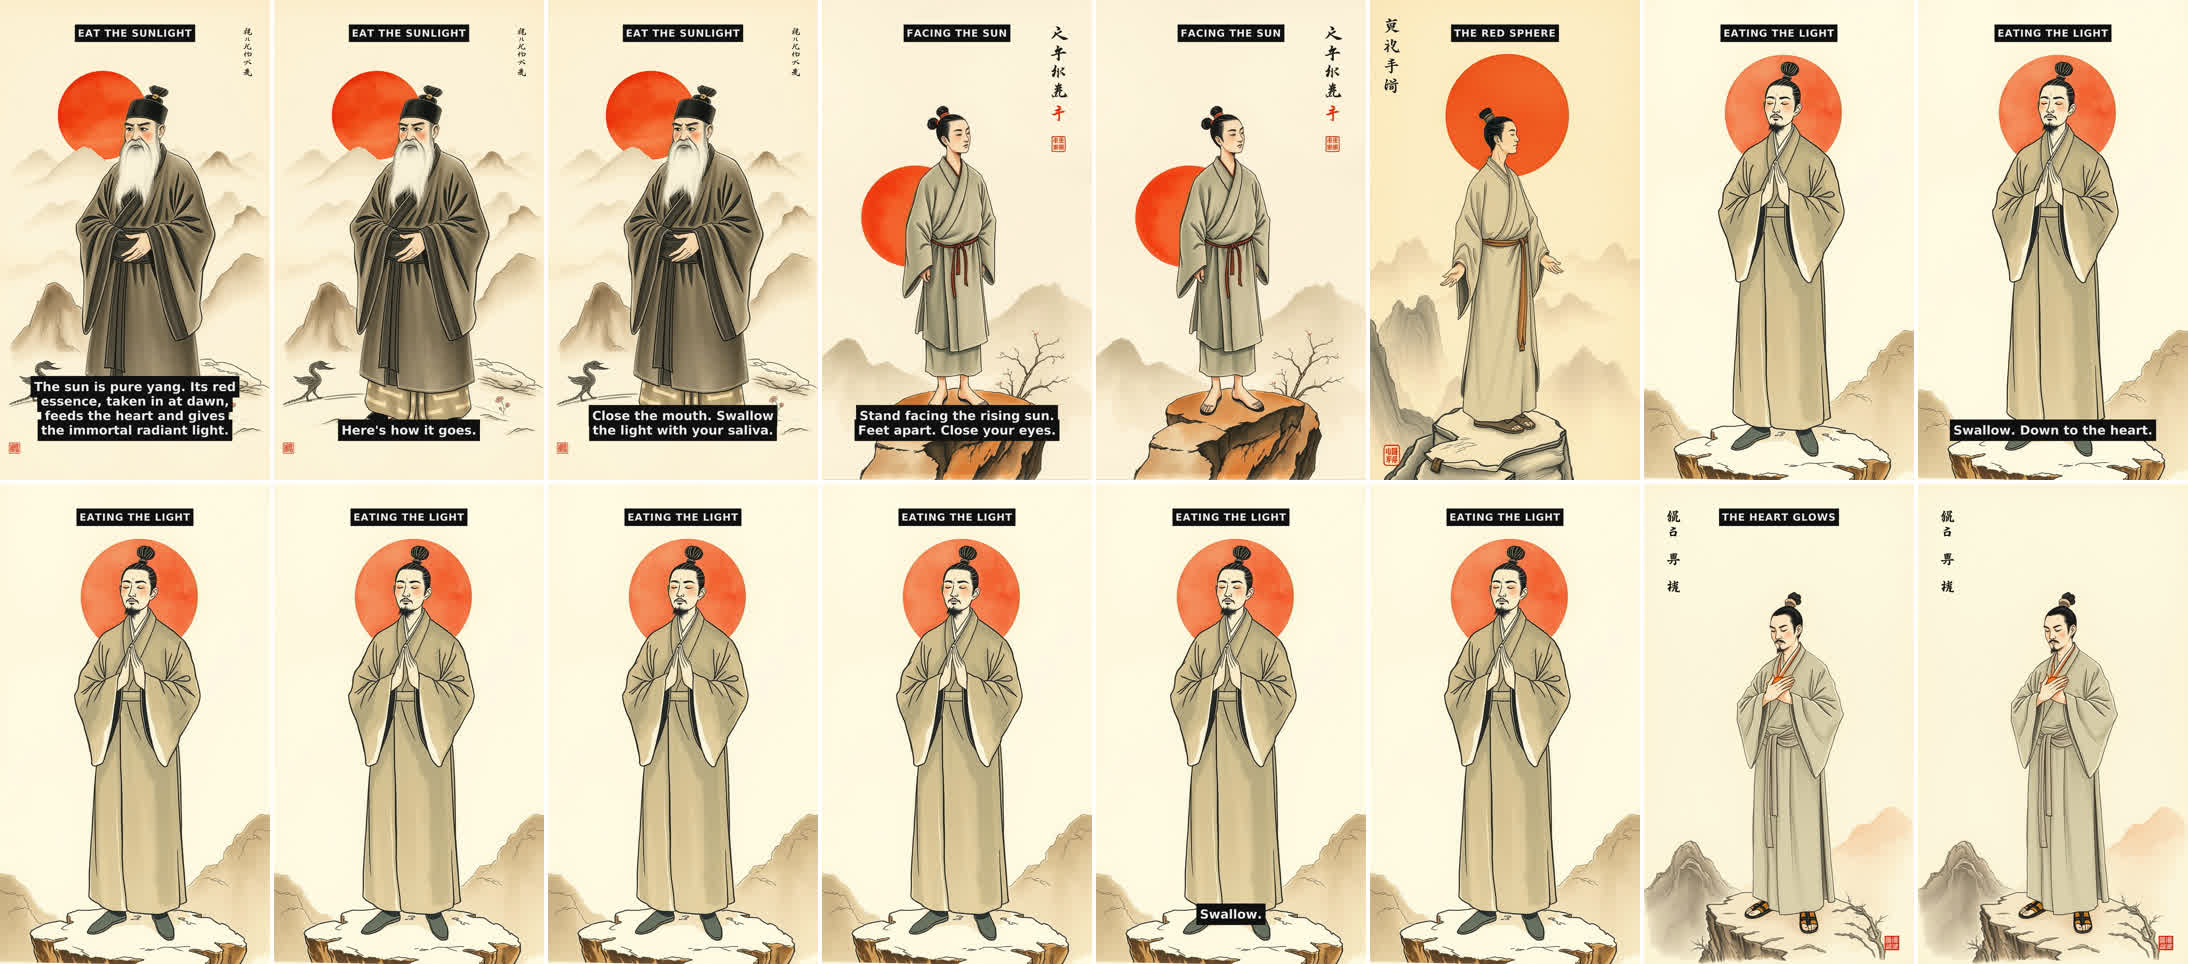 EAT THE SUNLIGHT
The sun is pure yang. Its red
essence, taken in at dawn,
feeds the heart and gives
the immortal radiant light.
EAT THE SUNLIGHT
Here's how it goes.
EAT THE SUNLIGHT
Close the mouth. Swallow
the light with your saliva.
FACING THE SUN
Stand facing the rising sun.
Feet apart. Close your eyes.
FACING THE SUN
THE RED SPHERE
EATING THE LIGHT
EATING THE LIGHT
Swallow. Down to the heart.
EATING THE LIGHT
EATING THE LIGHT
EATING THE LIGHT
EATING THE LIGHT
EATING THE LIGHT
Swallow.
EATING THE LIGHT
THE HEART GLOWS